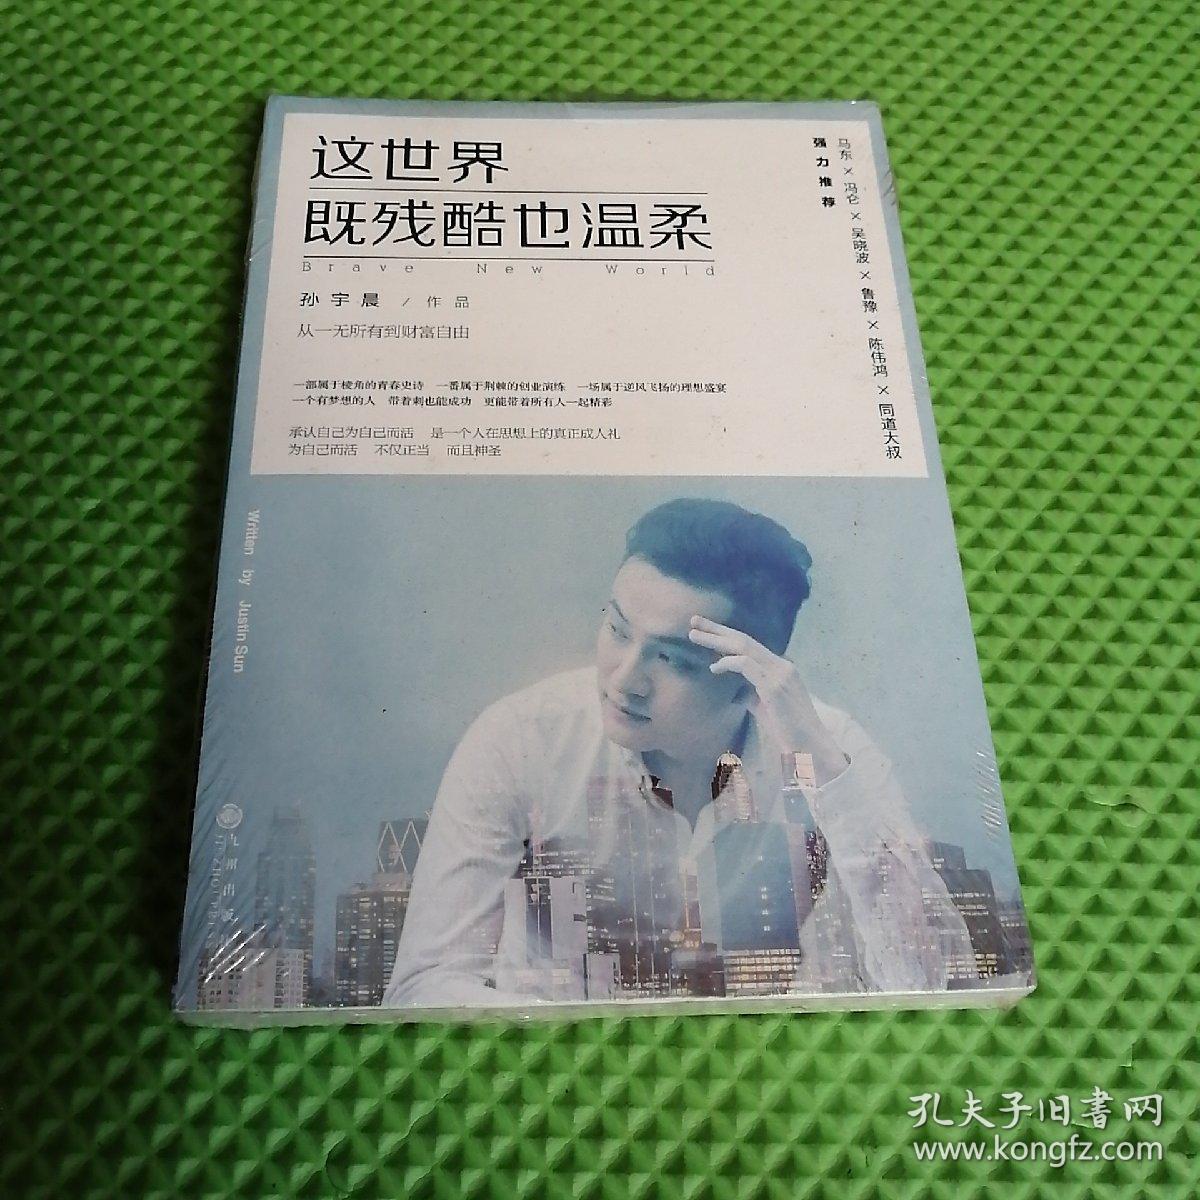 这世界
既残酷也温柔
Brave New World
孙宇晨 / 作品
从一无所有到财富自由
一部属于棱角的青春史诗 一番属于荆棘的创业演练 一场属于逆风飞扬的理想盛宴
一个有梦想的人 带着刺也能成功 更能带着所有人一起精彩
承认自己为自己而活 是一个人在思想上的真正成人礼
为自己而活 不仅正当 而且神圣
马东×冯仑×吴晓波×鲁豫×陈伟鸿×同道大叔
强力推荐
Written by Justin Sun
九州出版
孔夫子旧書网
www.kongfz.com